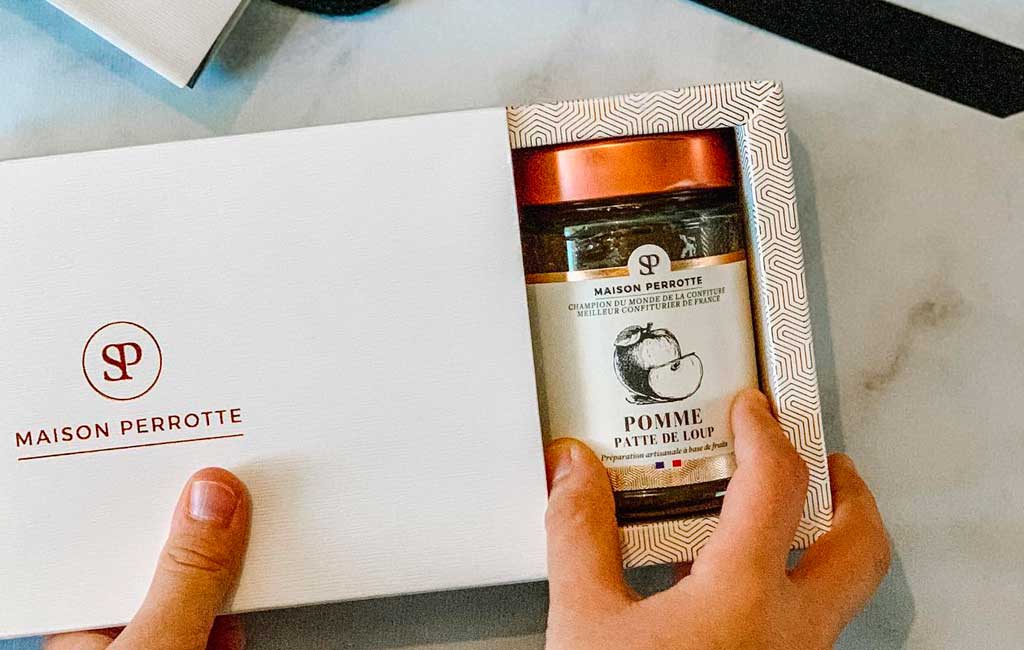 SP
MAISON PERROTTE
SP
MAISON PERROTTE
CHAMPION DU MONDE DE LA CONFITURE
MEILLEUR CONFITURIER DE FRANCE
POMME
PATTE DE LOUP
Préparation artisanale à base de fruits